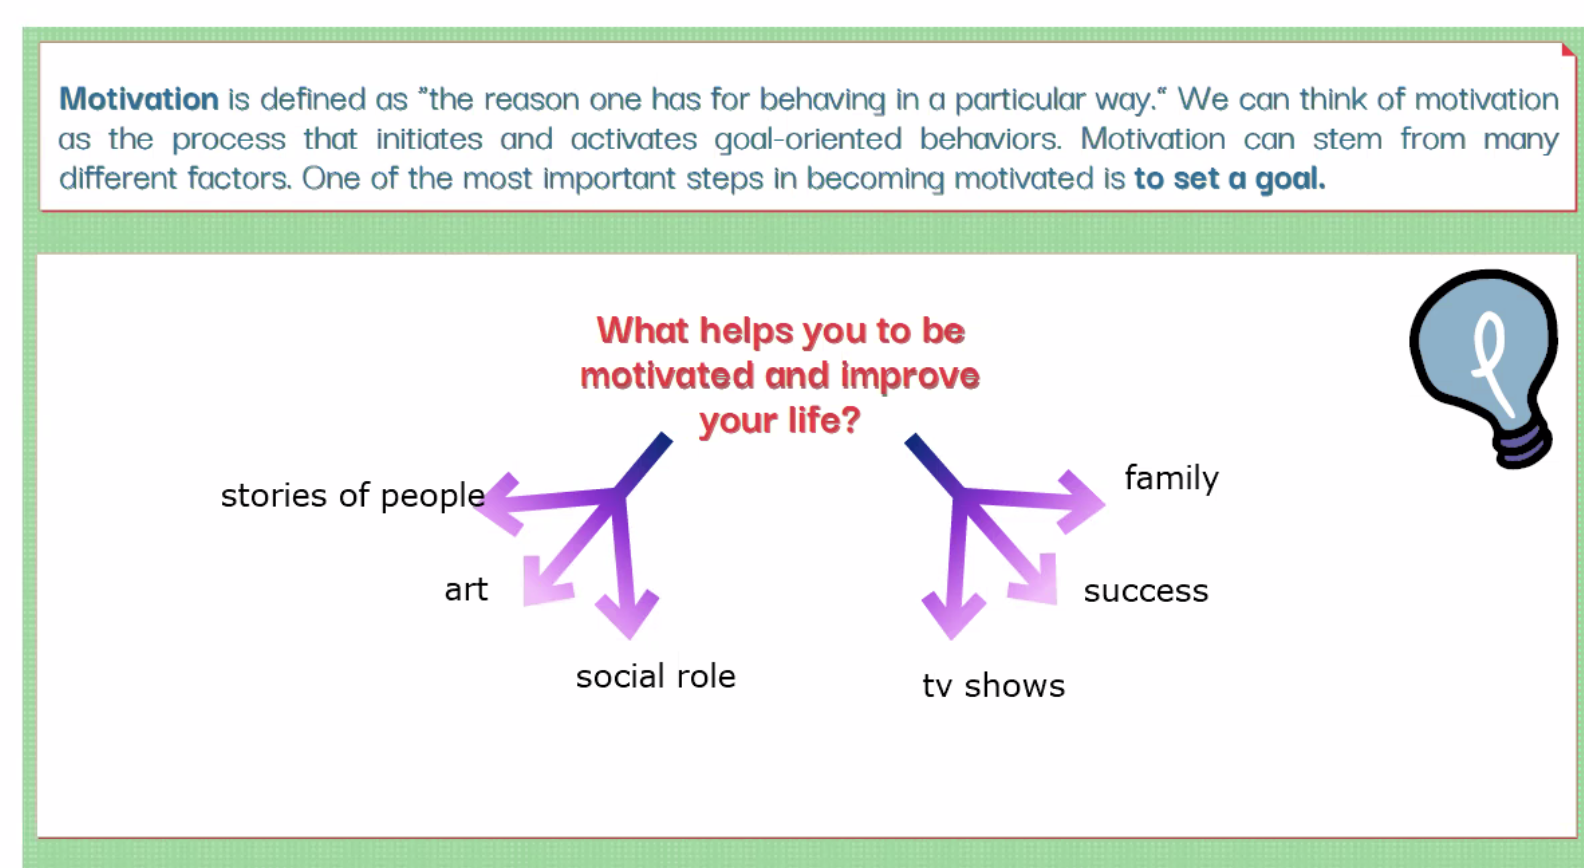 Motivation is defined as "the reason one has for behaving in a particular way." We can think of motivation
as the process that initiates and activates goal-oriented behaviors. Motivation can stem from many
different factors. One of the most important steps in becoming motivated is to set a goal.
What helps you to be
motivated and improve
your life?
stories of people
art
social role
family
success
tv shows